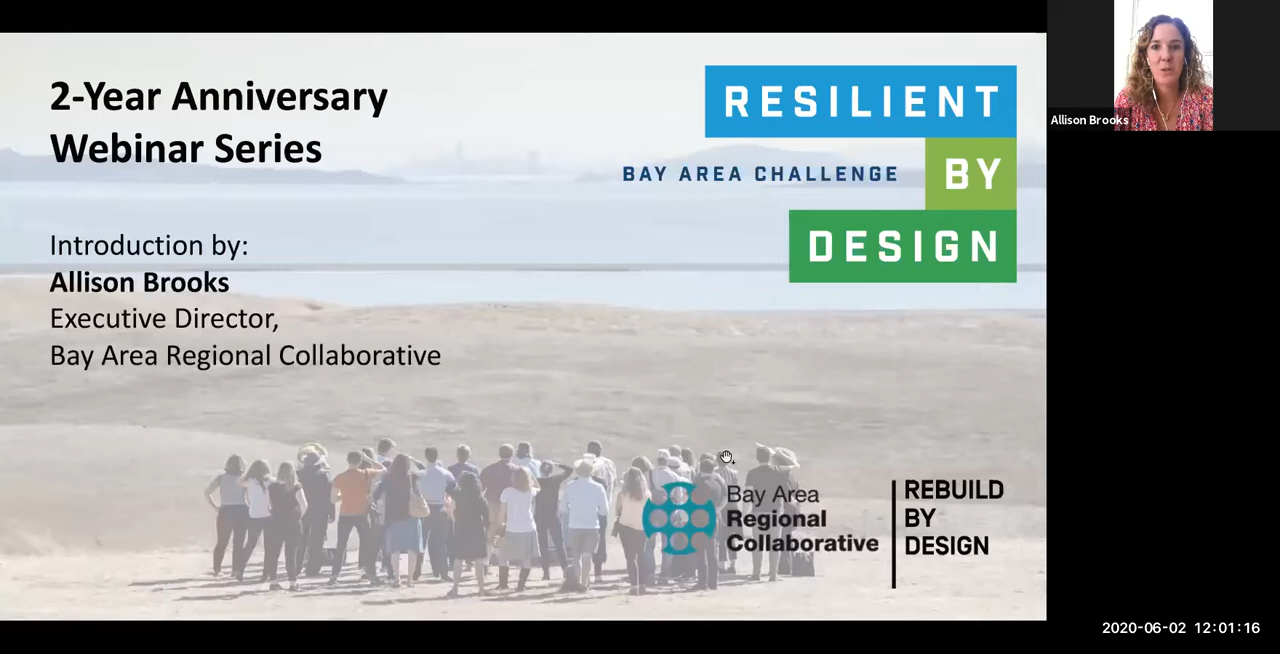 2-Year Anniversary
Webinar Series
Introduction by:
Allison Brooks
Executive Director,
Bay Area Regional Collaborative
RESILIENT
BAY AREA CHALLENGE
BY
DESIGN
Bay Area
Regional
Collaborative
REBUILD
BY
DESIGN
Allison Brooks
2020-06-02 12:01:16